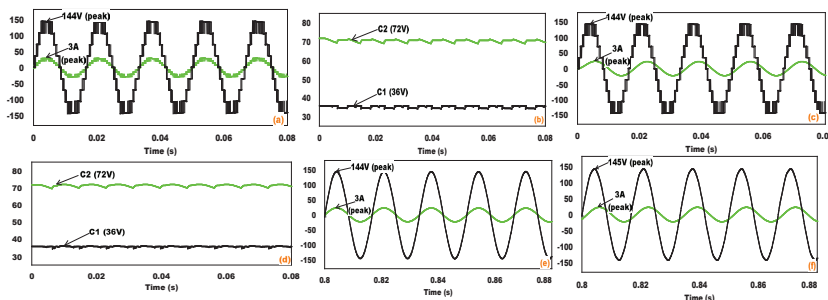 144V (peak)
3A
(peak)
150
100
50
0
-50
-100
-150
0
0.02
0.04
0.06
0.08
Time (s)
(a)
C2 (72V)
C1 (36V)
80
70
60
50
40
30
0
0.02
0.04
0.06
0.08
Time (s)
(b)
144V (peak)
3A
(peak)
150
100
50
0
-50
-100
-150
0
0.02
0.04
0.06
0.08
Time (s)
(c)
C2 (72V)
C1 (36V)
80
70
60
50
40
30
0
0.02
0.04
0.06
0.08
Time (s)
(d)
144V (peak)
3A
(peak)
150
100
50
0
-50
-100
-150
0.8
0.82
0.84
0.86
0.88
Time (s)
(e)
145V (peak)
3A
(peak)
150
100
50
0
-50
-100
-150
0.8
0.82
0.84
0.86
0.88
Time (s)
(f)